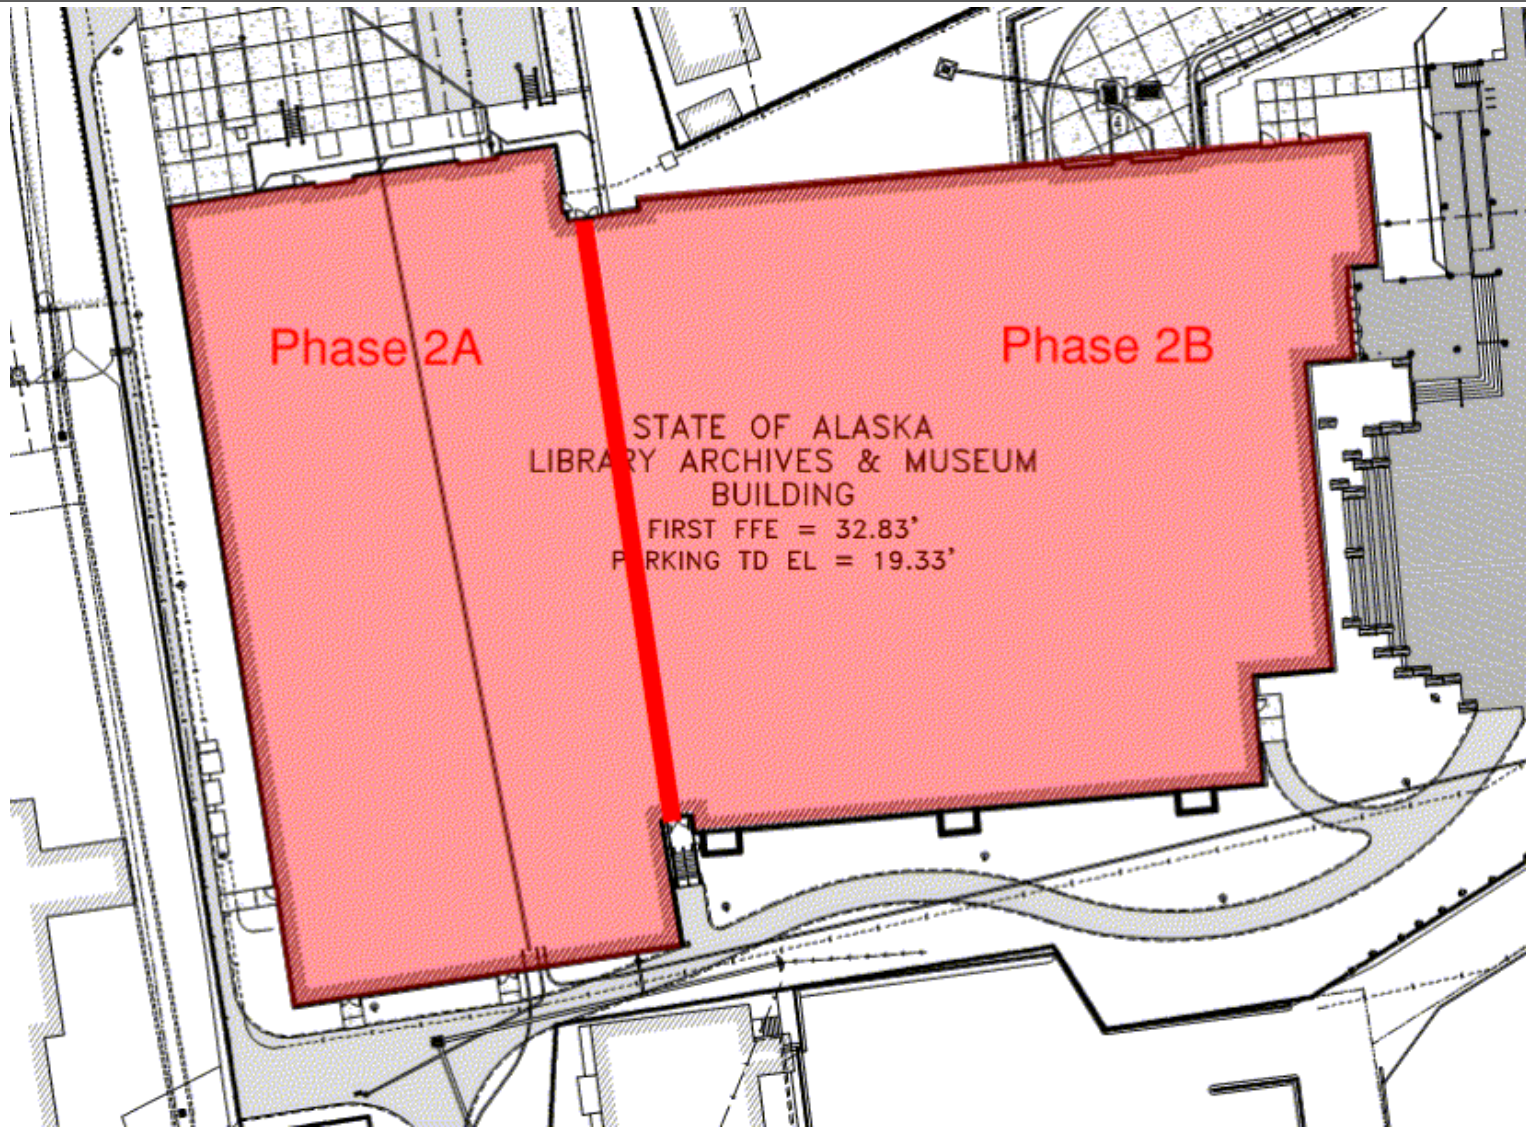 Phase 2A
Phase 2B
STATE OF ALASKA
LIBRARY ARCHIVES & MUSEUM
BUILDING
FIRST FFE = 32.83'
PARKING TD EL = 19.33'